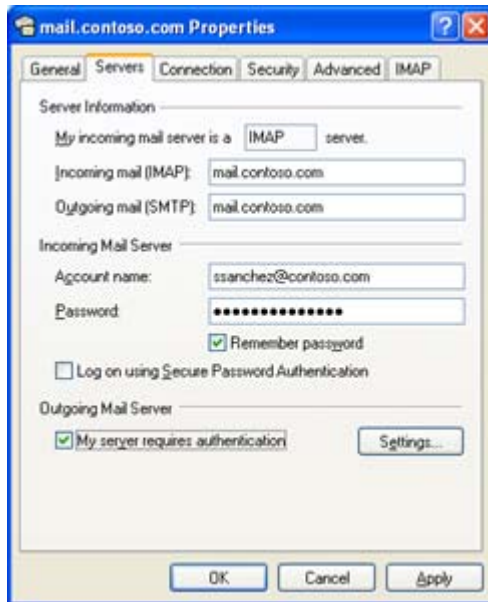 mail.contoso.com Properties
General Servers Connection Security Advanced IMAP
Server Information
My incoming mail server is a IMAP server.
Incoming mail (IMAP): mail.contoso.com
Outgoing mail (SMTP): mail.contoso.com
Incoming Mail Server
Account name: ssanchez@contoso.com
Password: ●●●●●●●●●●●●●●
Remember password
Log on using Secure Password Authentication
Outgoing Mail Server
My server requires authentication Settings...
OK Cancel Apply